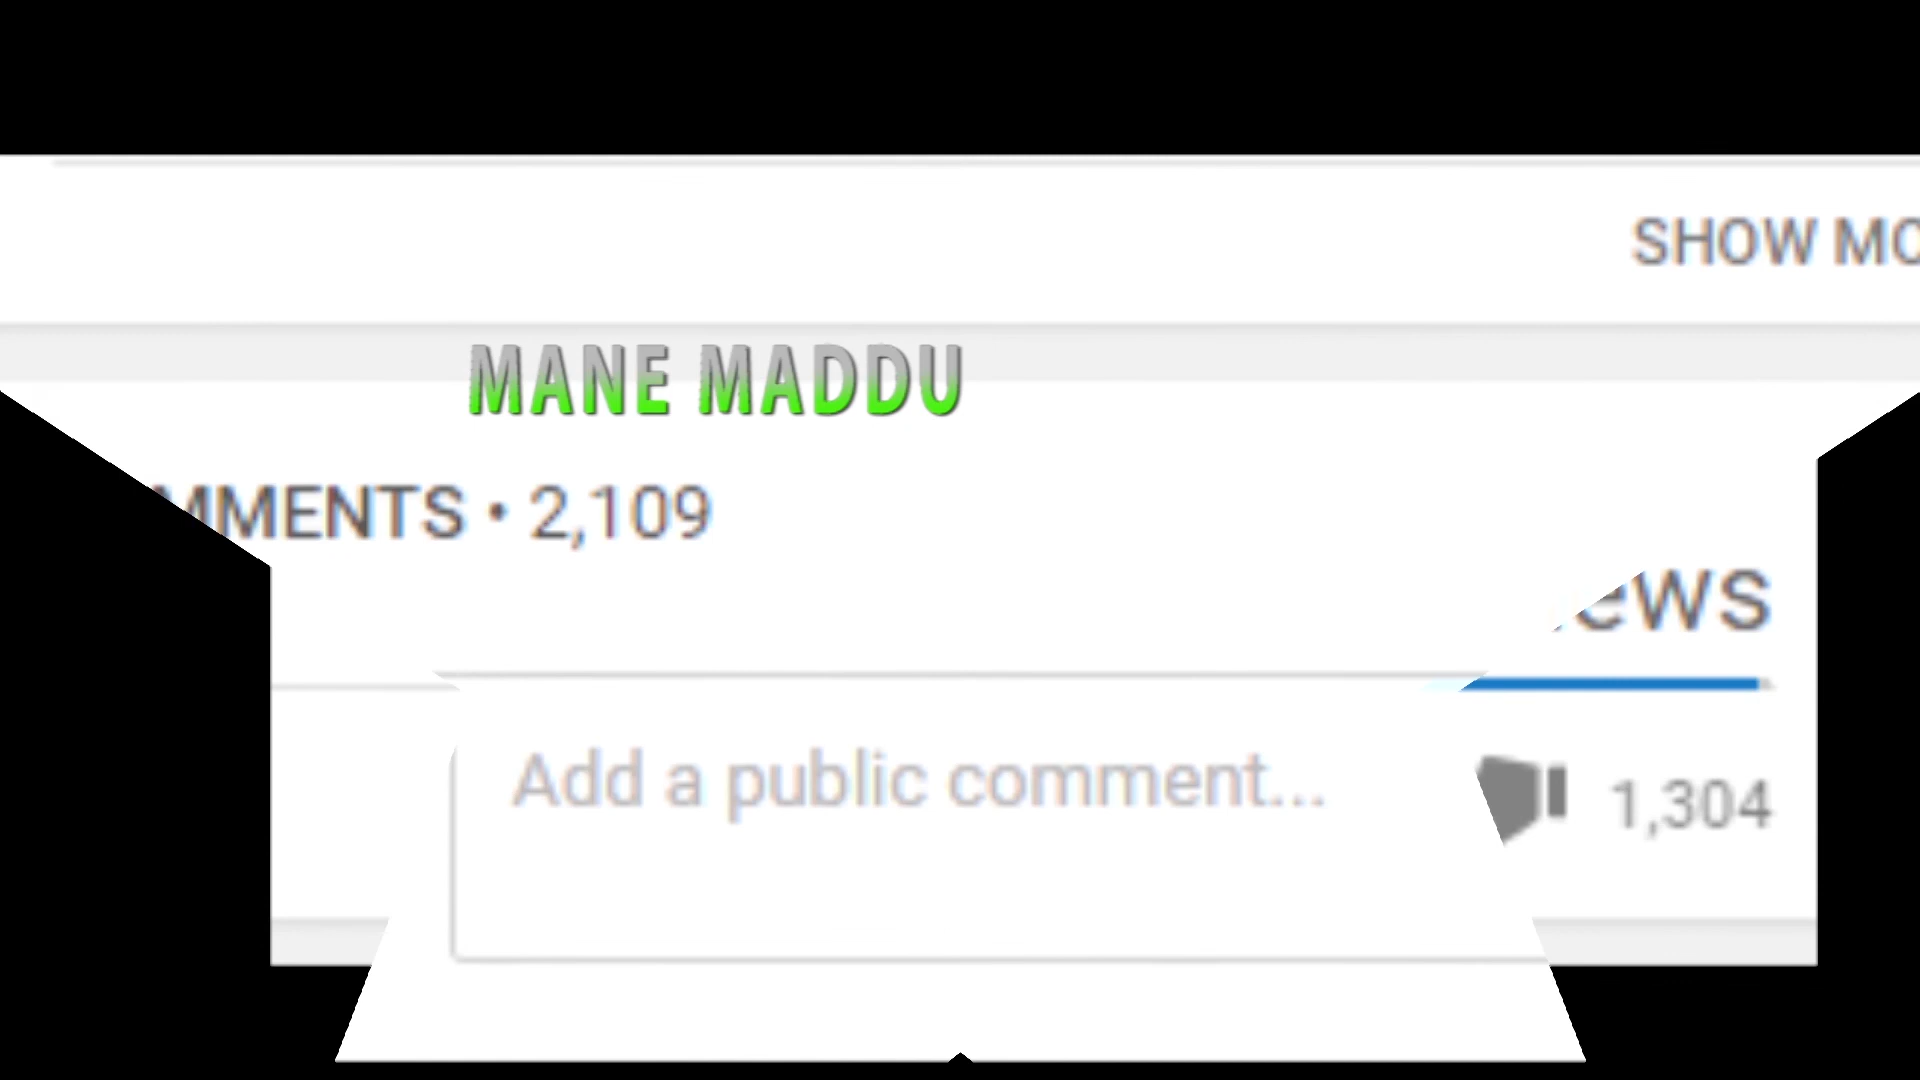 SHOW MO
MANE MADDU
MMENTS • 2,109
ews
Add a public comment...
1,304